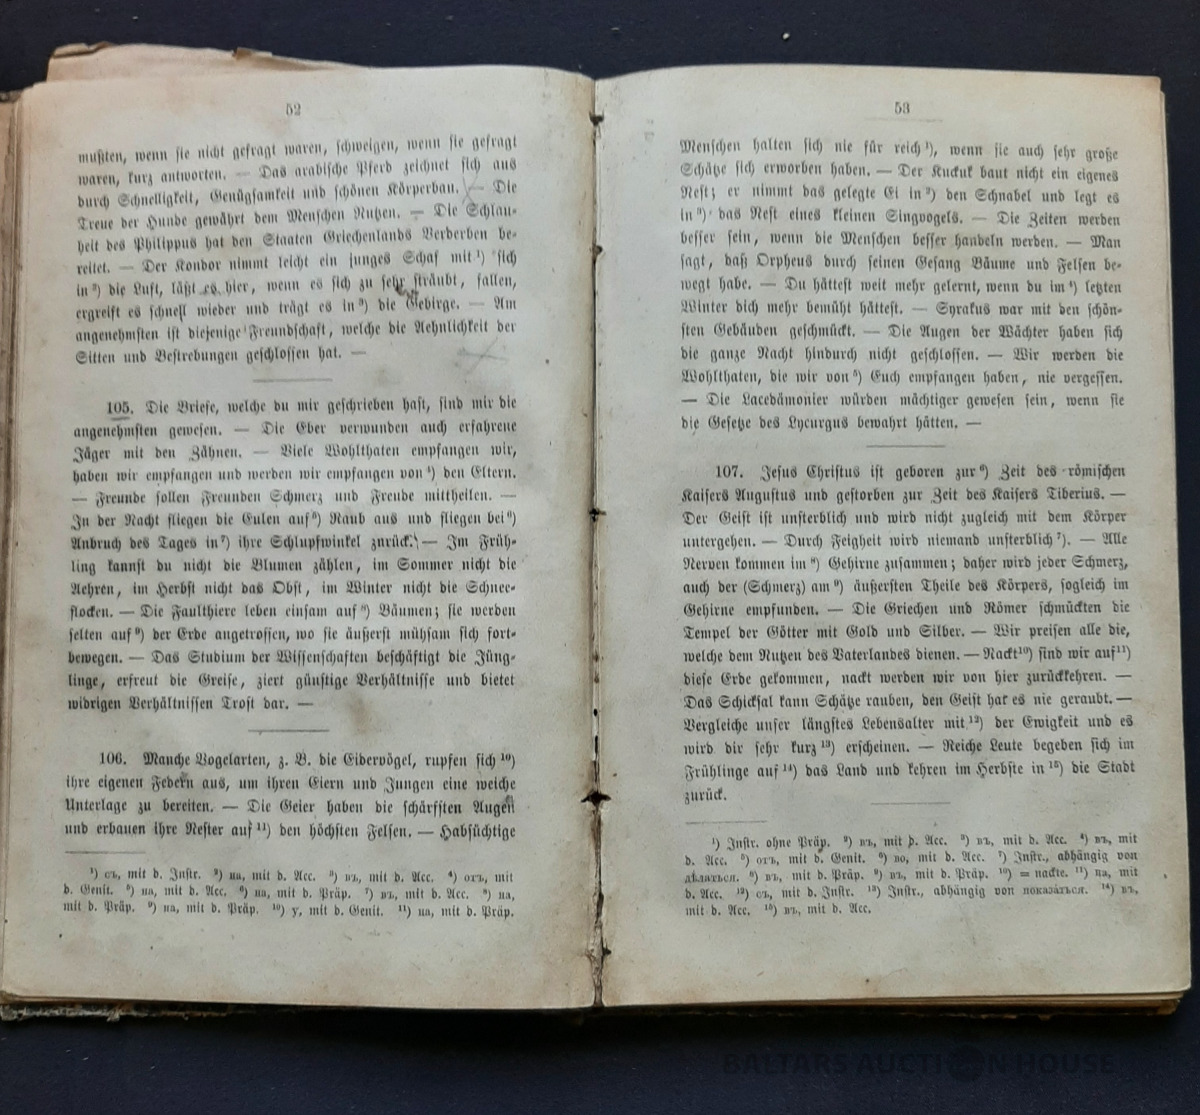 52
mußten, wenn sie nicht gefragt waren, schweigen, wenn sie gefragt
waren, kurz antworten. — Das arabische Pferd zeichnet sich aus
durch Schnelligkeit, Genügsamkeit und schönen Körperbau. — Die
Treue der Hunde gewährt dem Menschen Nutzen. — Die Schlau-
heit des Philippus hat den Staaten Griechenlands Verderben be-
reitet. — Der Kondor nimmt leicht ein junges Schaf mit ¹) sich
in ²) die Luft, läßt es hier, wenn es sich zu sehr sträubt, fallen,
ergreift es schnell wieder und trägt es in ³) die Gebirge. — Am
angenehmsten ist diejenige Freundschaft, welche die Aehnlichkeit der
Sitten und Bestrebungen geschlossen hat. —
105. Die Briefe, welche du mir geschrieben hast, sind mir die
angenehmsten gewesen. — Die Eber verwunden auch erfahrene
Jäger mit den Zähnen. — Viele Wohlthaten empfangen wir,
haben wir empfangen und werden wir empfangen von ⁴) den Eltern.
— Freunde sollen Freunden Schmerz und Freude mittheilen. —
In der Nacht fliegen die Eulen auf ⁵) Raub aus und fliegen bei ⁶)
Anbruch des Tages in ⁷) ihre Schlupfwinkel zurück. — Im Früh-
ling kannst du nicht die Blumen zählen, im Sommer nicht die
Aehren, im Herbst nicht das Obst, im Winter nicht die Schnee-
flocken. — Die Faulthiere leben einsam auf ⁸) Bäumen; sie werden
selten auf ⁹) der Erde angetroffen, wo sie äußerst mühsam sich fort-
bewegen. — Das Studium der Wissenschaften beschäftigt die Jüng-
linge, erfreut die Greise, ziert günstige Verhältnisse und bietet
widrigen Verhältnissen Trost dar. —
106. Manche Vogelarten, z. B. die Eidervögel, rupfen sich ¹⁰)
ihre eigenen Federn aus, um ihren Eiern und Jungen eine weiche
Unterlage zu bereiten. — Die Geier haben die schärfsten Augen
und erbauen ihre Nester auf ¹¹) den höchsten Felsen. — Habsüchtige
¹) съ, mit d. Instr. ²) на, mit d. Acc. ³) въ, mit d. Acc. ⁴) отъ, mit
d. Genit. ⁵) на, mit d. Acc. ⁶) на, mit d. Präp. ⁷) въ, mit d. Acc. ⁸) на,
mit d. Präp. ⁹) на, mit d. Präp. ¹⁰) у, mit d. Genit. ¹¹) на, mit d. Präp.
53
Menschen halten sich nie für reich ¹), wenn sie auch sehr große
Schätze sich erworben haben. — Der Kuckuk baut nicht ein eigenes
Nest; er nimmt das gelegte Ei in ²) den Schnabel und legt es
in ³) das Nest eines kleinen Singvogels. — Die Zeiten werden
besser sein, wenn die Menschen besser handeln werden. — Man
sagt, daß Orpheus durch seinen Gesang Bäume und Felsen be-
wegt habe. — Du hättest weit mehr gelernt, wenn du im ⁴) letzten
Winter dich mehr bemüht hättest. — Syrakus war mit den schön-
sten Gebäuden geschmückt. — Die Augen der Wächter haben sich
die ganze Nacht hindurch nicht geschlossen. — Wir werden die
Wohlthaten, die wir von ⁵) Euch empfangen haben, nie vergessen.
— Die Lacedämonier würden mächtiger gewesen sein, wenn sie
die Gesetze des Lycurgus bewahrt hätten. —
107. Jesus Christus ist geboren zur ⁶) Zeit des römischen
Kaisers Augustus und gestorben zur Zeit des Kaisers Tiberius. —
Der Geist ist unsterblich und wird nicht zugleich mit dem Körper
untergehen. — Durch Feigheit wird niemand unsterblich ⁷). — Alle
Nerven kommen im ⁸) Gehirne zusammen; daher wird jeder Schmerz,
auch der (Schmerz) am ⁹) äußersten Theile des Körpers, sogleich im
Gehirne empfunden. — Die Griechen und Römer schmückten die
Tempel der Götter mit Gold und Silber. — Wir preisen alle die,
welche dem Nutzen des Vaterlandes dienen. — Nackt ¹⁰) sind wir auf ¹¹)
diese Erde gekommen, nackt werden wir von hier zurückkehren. —
Das Schicksal kann Schätze rauben, den Geist hat es nie geraubt. —
Vergleiche unser längstes Lebensalter mit ¹²) der Ewigkeit und es
wird dir sehr kurz ¹³) erscheinen. — Reiche Leute begeben sich im
Frühlinge auf ¹⁴) das Land und kehren im Herbste in ¹⁵) die Stadt
zurück.
¹) Instr. ohne Präp. ²) въ, mit d. Acc. ³) въ, mit d. Acc. ⁴) въ, mit
d. Acc. ⁵) отъ, mit d. Genit. ⁶) во, mit d. Acc. ⁷) Instr., abhängig von
дѣлаться. ⁸) въ, mit d. Präp. ⁹) въ, mit d. Präp. ¹⁰) = nackte. ¹¹) на, mit
d. Acc. ¹²) съ, mit d. Instr. ¹³) Instr., abhängig von показаться. ¹⁴) въ,
mit d. Acc. ¹⁵) въ, mit d. Acc.
BALTARS AUCTION HOUSE